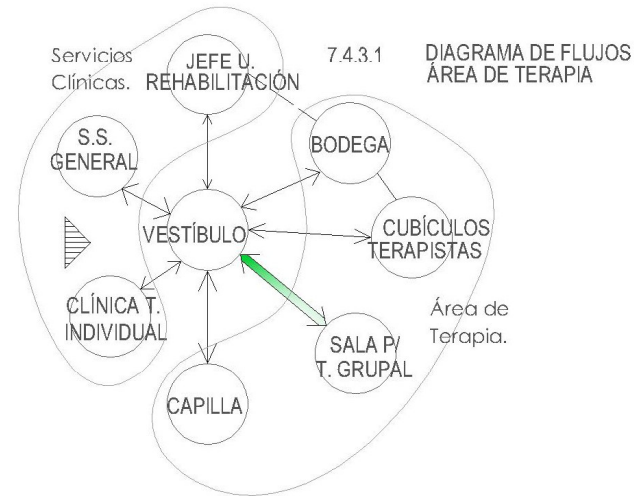 Servicios
Clínicas.
JEFE U.
REHABILITACIÓN
7.4.3.1 DIAGRAMA DE FLUJOS
ÁREA DE TERAPIA
S.S.
GENERAL
BODEGA
VESTÍBULO
CUBÍCULOS
TERAPISTAS
CLÍNICA T.
INDIVIDUAL
Área de
Terapia.
SALA P/
T. GRUPAL
CAPILLA